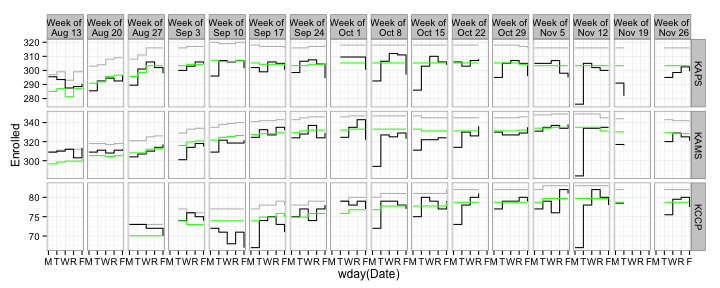 Week of Aug 13 Week of Aug 20 Week of Aug 27 Week of Sep 3 Week of Sep 10 Week of Sep 17 Week of Sep 24 Week of Oct 1 Week of Oct 8 Week of Oct 15 Week of Oct 22 Week of Oct 29 Week of Nov 5 Week of Nov 12 Week of Nov 19 Week of Nov 26
320
310
300
290
280
KAPS
340
320
300
KAMS
80
75
70
KCCP
Enrolled
M T W R F M T W R F M T W R F M T W R F M T W R F M T W R F M T W R F M T W R F M T W R F M T W R F M T W R F M T W R F M T W R F M T W R F M T W R F M T W R F
wday(Date)